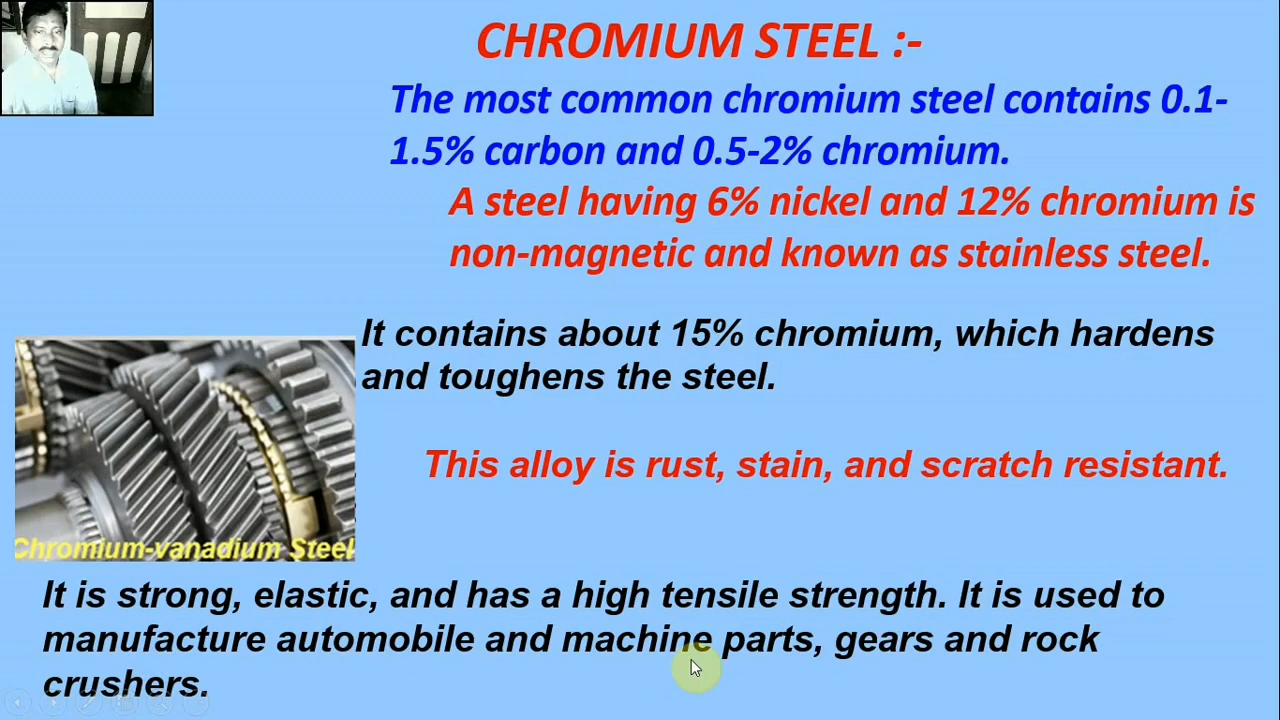 CHROMIUM STEEL :-
The most common chromium steel contains 0.1-
1.5% carbon and 0.5-2% chromium.
A steel having 6% nickel and 12% chromium is
non-magnetic and known as stainless steel.
It contains about 15% chromium, which hardens
and toughens the steel.
This alloy is rust, stain, and scratch resistant.
Chromium-vanadium Steel
It is strong, elastic, and has a high tensile strength. It is used to
manufacture automobile and machine parts, gears and rock
crushers.